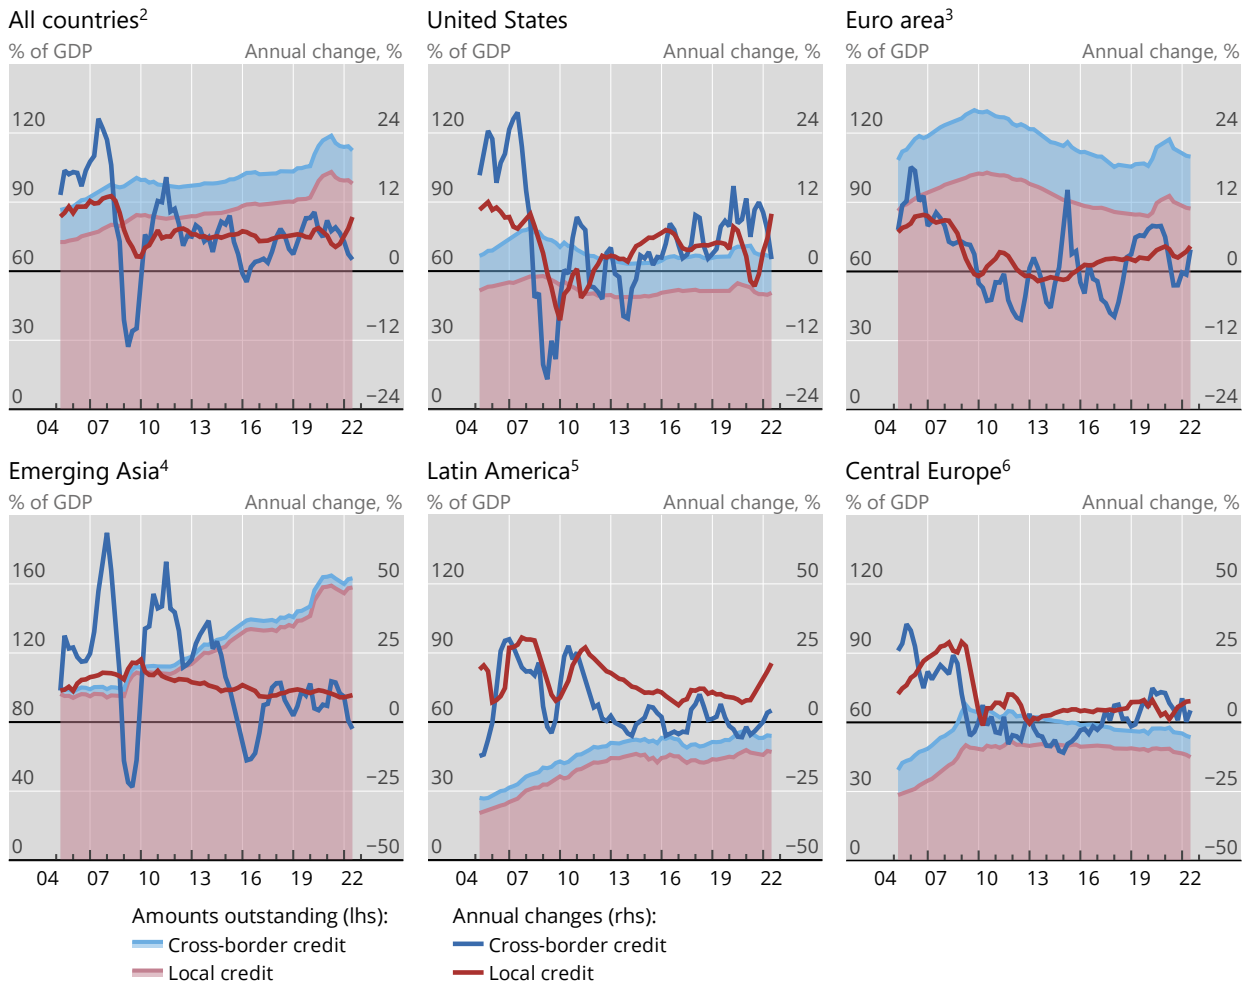 All countries2 United States Euro area3
% of GDP Annual change, % % of GDP Annual change, % % of GDP Annual change, %
120 24 120 24 120 24
90 12 90 12 90 12
60 0 60 0 60 0
30 −12 30 −12 30 −12
0 −24 0 −24 0 −24
04 07 10 13 16 19 22 04 07 10 13 16 19 22 04 07 10 13 16 19 22
Emerging Asia4 Latin America5 Central Europe6
% of GDP Annual change, % % of GDP Annual change, % % of GDP Annual change, %
160 50 120 50 120 50
120 25 90 25 90 25
80 0 60 0 60 0
40 −25 30 −25 30 −25
0 −50 0 −50 0 −50
04 07 10 13 16 19 22 04 07 10 13 16 19 22 04 07 10 13 16 19 22
Amounts outstanding (lhs): Annual changes (rhs):
Cross-border credit Cross-border credit
Local credit Local credit